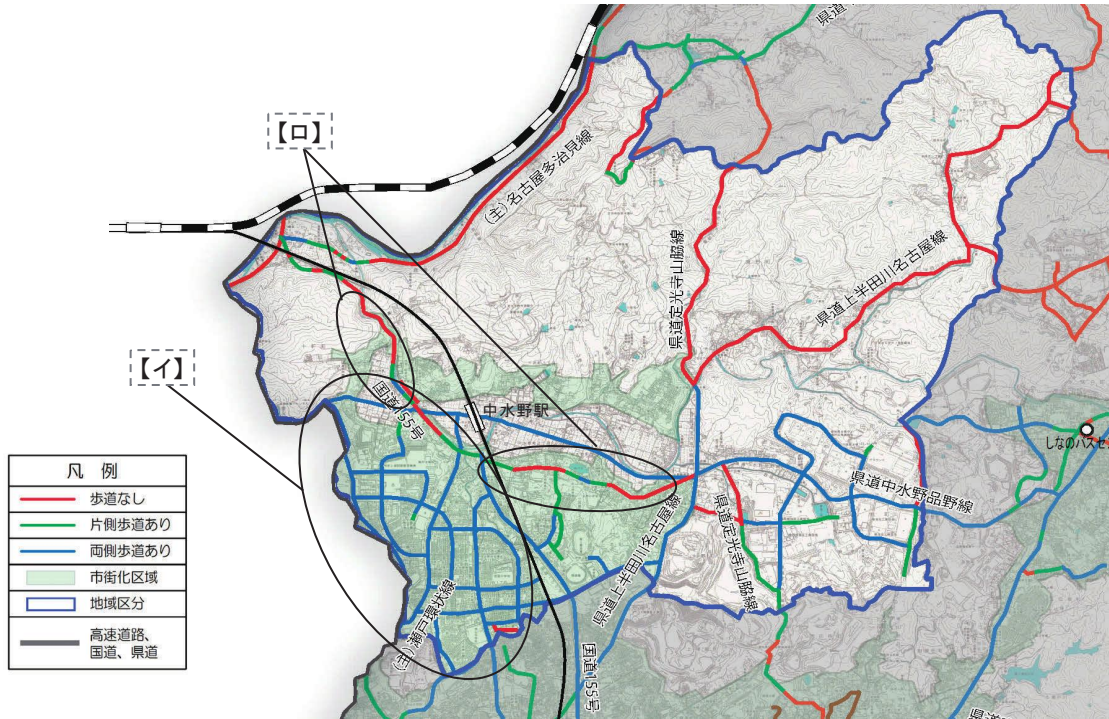 県道
【ロ】
(主)名古屋多治見線
県道定光寺山脇線
県道上半田川名古屋線
【イ】
国道155号
中水野駅
しなのバスセ
県道中水野品野線
県道定光寺山脇線
県道上半田川名古屋線
(主)瀬戸環状線
国道155号
県道
凡 例
歩道なし
片側歩道あり
両側歩道あり
市街化区域
地域区分
高速道路、
国道、県道